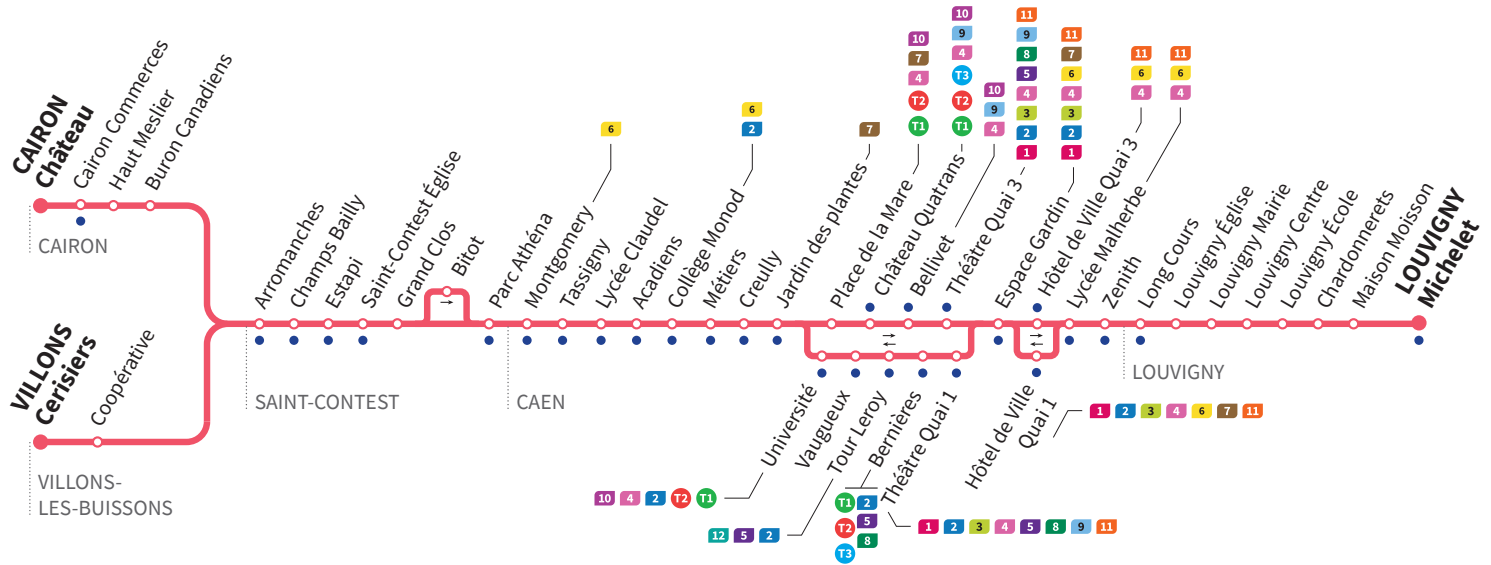 CAIRON
Château
Cairon Commerces
Haut Meslier
Buron Canadiens
CAIRON
VILLONS
Cerisiers
Coopérative
VILLONS-
LES-BUISSONS
Arromanches
Champs Bailly
Estapi
Saint-Contest Église
Grand Clos
Bitot
SAINT-CONTEST
Parc Athéna
Montgomery
6
Tassigny
Lycée Claudel
Acadiens
Collège Monod
Métiers
Creully
6
2
Jardin des plantes
7
CAEN
Place de la Mare
10
7
4
T2
T1
Château Quatrans
10
9
4
T3
T2
T1
Bellivet
10
9
4
Théâtre Quai 3
11
9
8
5
4
3
2
1
Université
10 4 2 T2 T1
Vaugueux
Tour Leroy
12 5 2
Bernières
T1 2
T2 5
T3 8
Théâtre Quai 1
1 2 3 4 5 8 9 11
Espace Gardin
11
7
6
4
3
2
1
Hôtel de Ville Quai 3
11
6
4
Hôtel de Ville
Quai 1
1 2 3 4 6 7 11
Lycée Malherbe
11
6
4
Zenith
Long Cours
Louvigny Église
Louvigny Mairie
Louvigny Centre
Louvigny École
Chardonnerets
Maison Moisson
LOUVIGNY
Michelet
LOUVIGNY